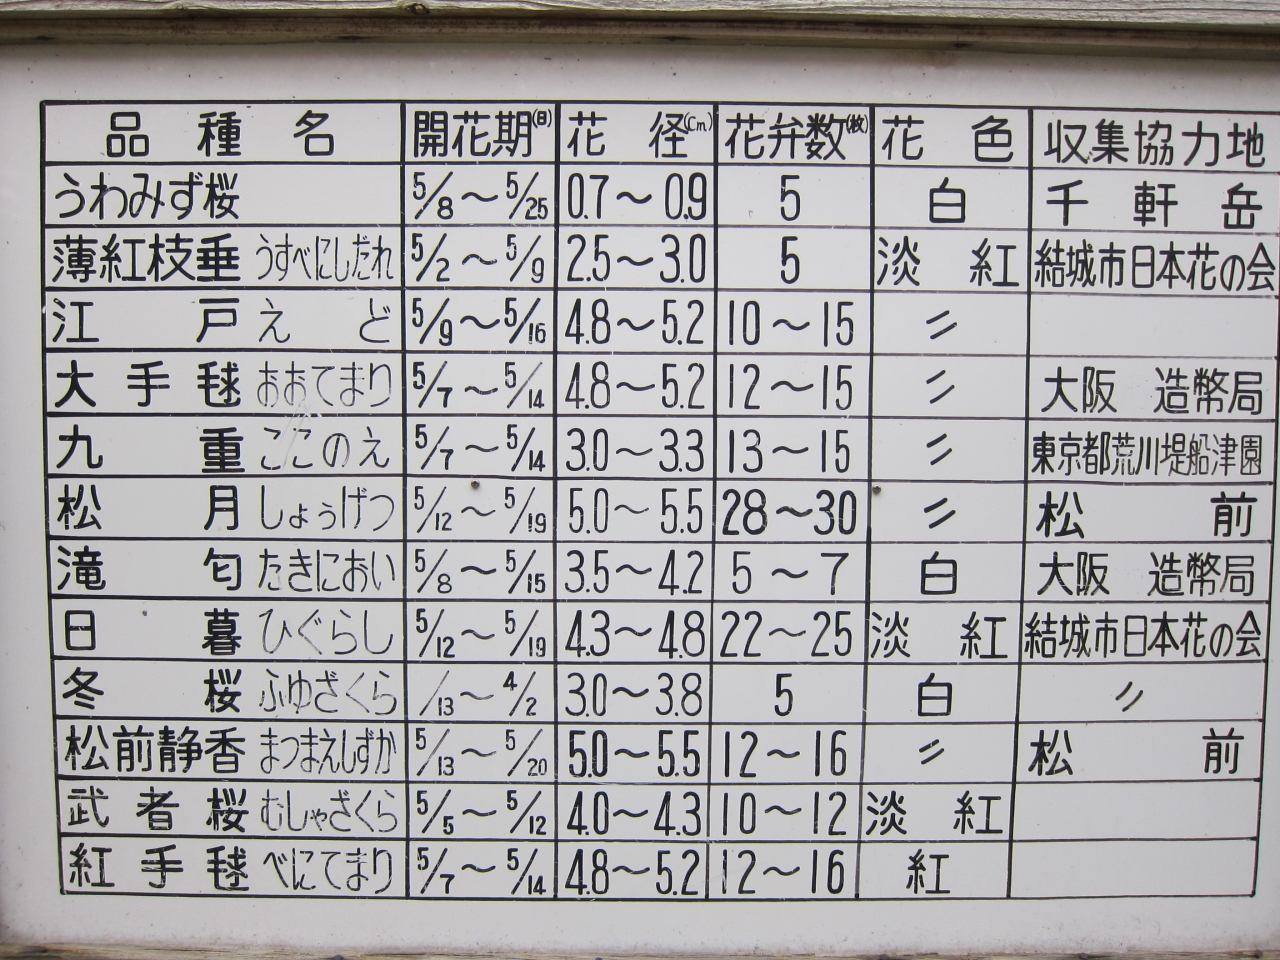 品種名 開花期(日) 花径(Cm) 花弁数(枚) 花色 収集協力地
うわみず桜 5/8～5/25 0.7～0.9 5 白 千軒岳
薄紅枝垂 うすべにしだれ 5/2～5/9 2.5～3.0 5 淡紅 結城市日本花の会
江戸 えど 5/9～5/16 4.8～5.2 10～15 〃
大手毬 おおてまり 5/7～5/14 4.8～5.2 12～15 〃 大阪 造幣局
九重 ここのえ 5/7～5/14 3.0～3.3 13～15 〃 東京都荒川堤船津園
松月 しょうげつ 5/12～5/19 5.0～5.5 28～30 〃 松前
滝匂 たきにおい 5/8～5/15 3.5～4.2 5～7 白 大阪 造幣局
日暮 ひぐらし 5/12～5/19 4.3～4.8 22～25 淡紅 結城市日本花の会
冬桜 ふゆざくら /13～4/2 3.0～3.8 5 白 〃
松前静香 まつまえしずか 5/13～5/20 5.0～5.5 12～16 〃 松前
武者桜 むしゃざくら 5/5～5/12 4.0～4.3 10～12 淡紅
紅手毬 べにてまり 5/7～5/14 4.8～5.2 12～16 紅